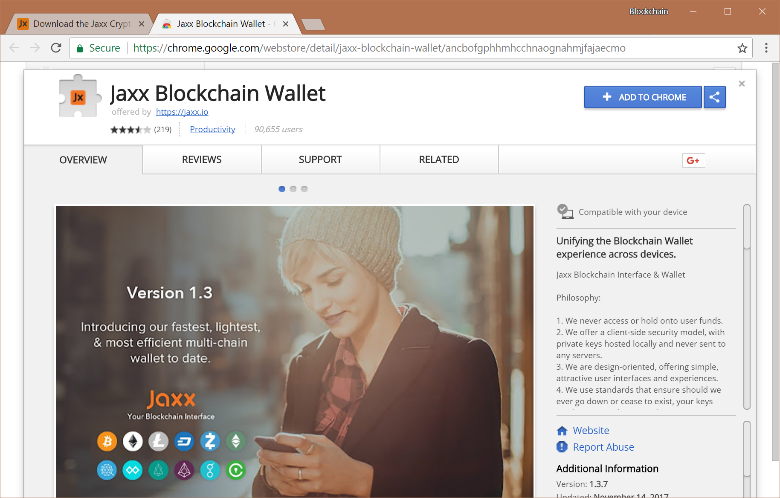 Blockchain
Jx Download the Jaxx Crypt
Jaxx Blockchain Wallet -
Secure https://chrome.google.com/webstore/detail/jaxx-blockchain-wallet/ancbofgphhmhcchnaognahmjfajaecmo
Jx
Jaxx Blockchain Wallet
offered by https://jaxx.io
(219) Productivity 90,655 users
ADD TO CHROME
OVERVIEW REVIEWS SUPPORT RELATED
G+
Version 1.3
Introducing our fastest, lightest,
& most efficient multi-chain
wallet to date.
Jaxx
Your Blockchain Interface
Compatible with your device
Unifying the Blockchain Wallet
experience across devices.
Jaxx Blockchain Interface & Wallet
Philosophy:
1. We never access or hold onto user funds.
2. We offer a client-side security model, with
private keys hosted locally and never sent to
any servers.
3. We are design-oriented, offering simple,
attractive user interfaces and experiences.
4. We use standards that ensure should we
ever go down or cease to exist, your keys
Website
Report Abuse
Additional Information
Version: 1.3.7
Updated: November 14, 2017